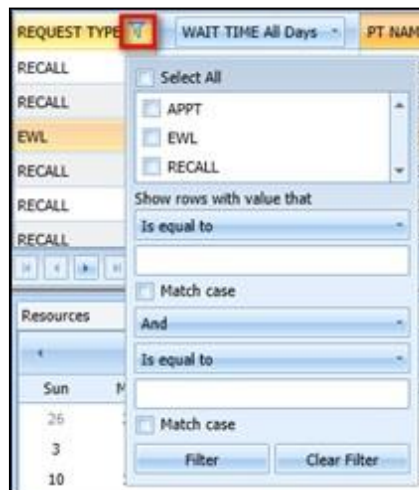 REQUEST TYPE WAIT TIME All Days PT NAM
RECALL
RECALL
EWL
RECALL
RECALL
RECALL
Select All
APPT
EWL
RECALL
Show rows with value that
Is equal to
Match case
And
Is equal to
Match case
Filter Clear Filter
Resources
Sun M
26
3
10